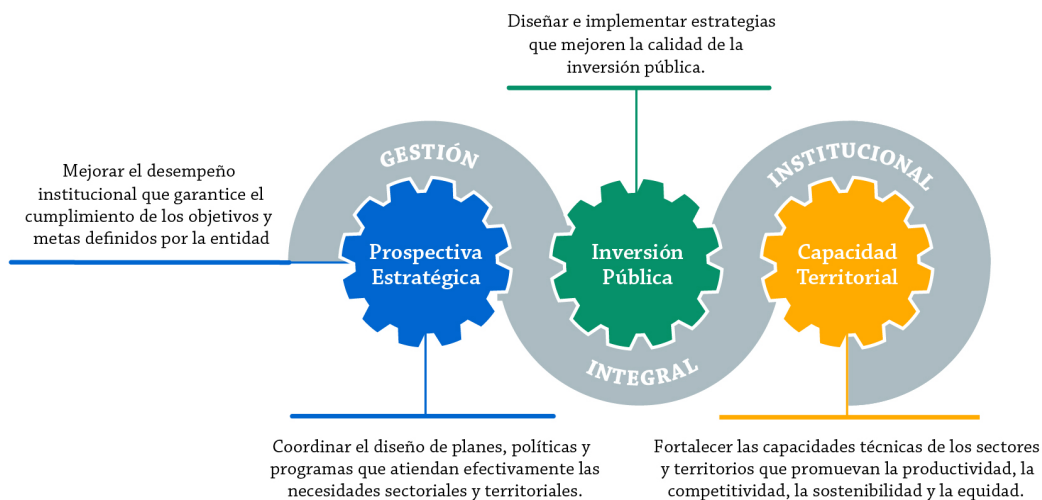 Diseñar e implementar estrategias
que mejoren la calidad de la
inversión pública.
Mejorar el desempeño
institucional que garantice el
cumplimiento de los objetivos y
metas definidos por la entidad
GESTIÓN
INTEGRAL
INSTITUCIONAL
Prospectiva
Estratégica
Inversión
Pública
Capacidad
Territorial
Coordinar el diseño de planes, políticas y
programas que atiendan efectivamente las
necesidades sectoriales y territoriales.
Fortalecer las capacidades técnicas de los sectores
y territorios que promuevan la productividad, la
competitividad, la sostenibilidad y la equidad.